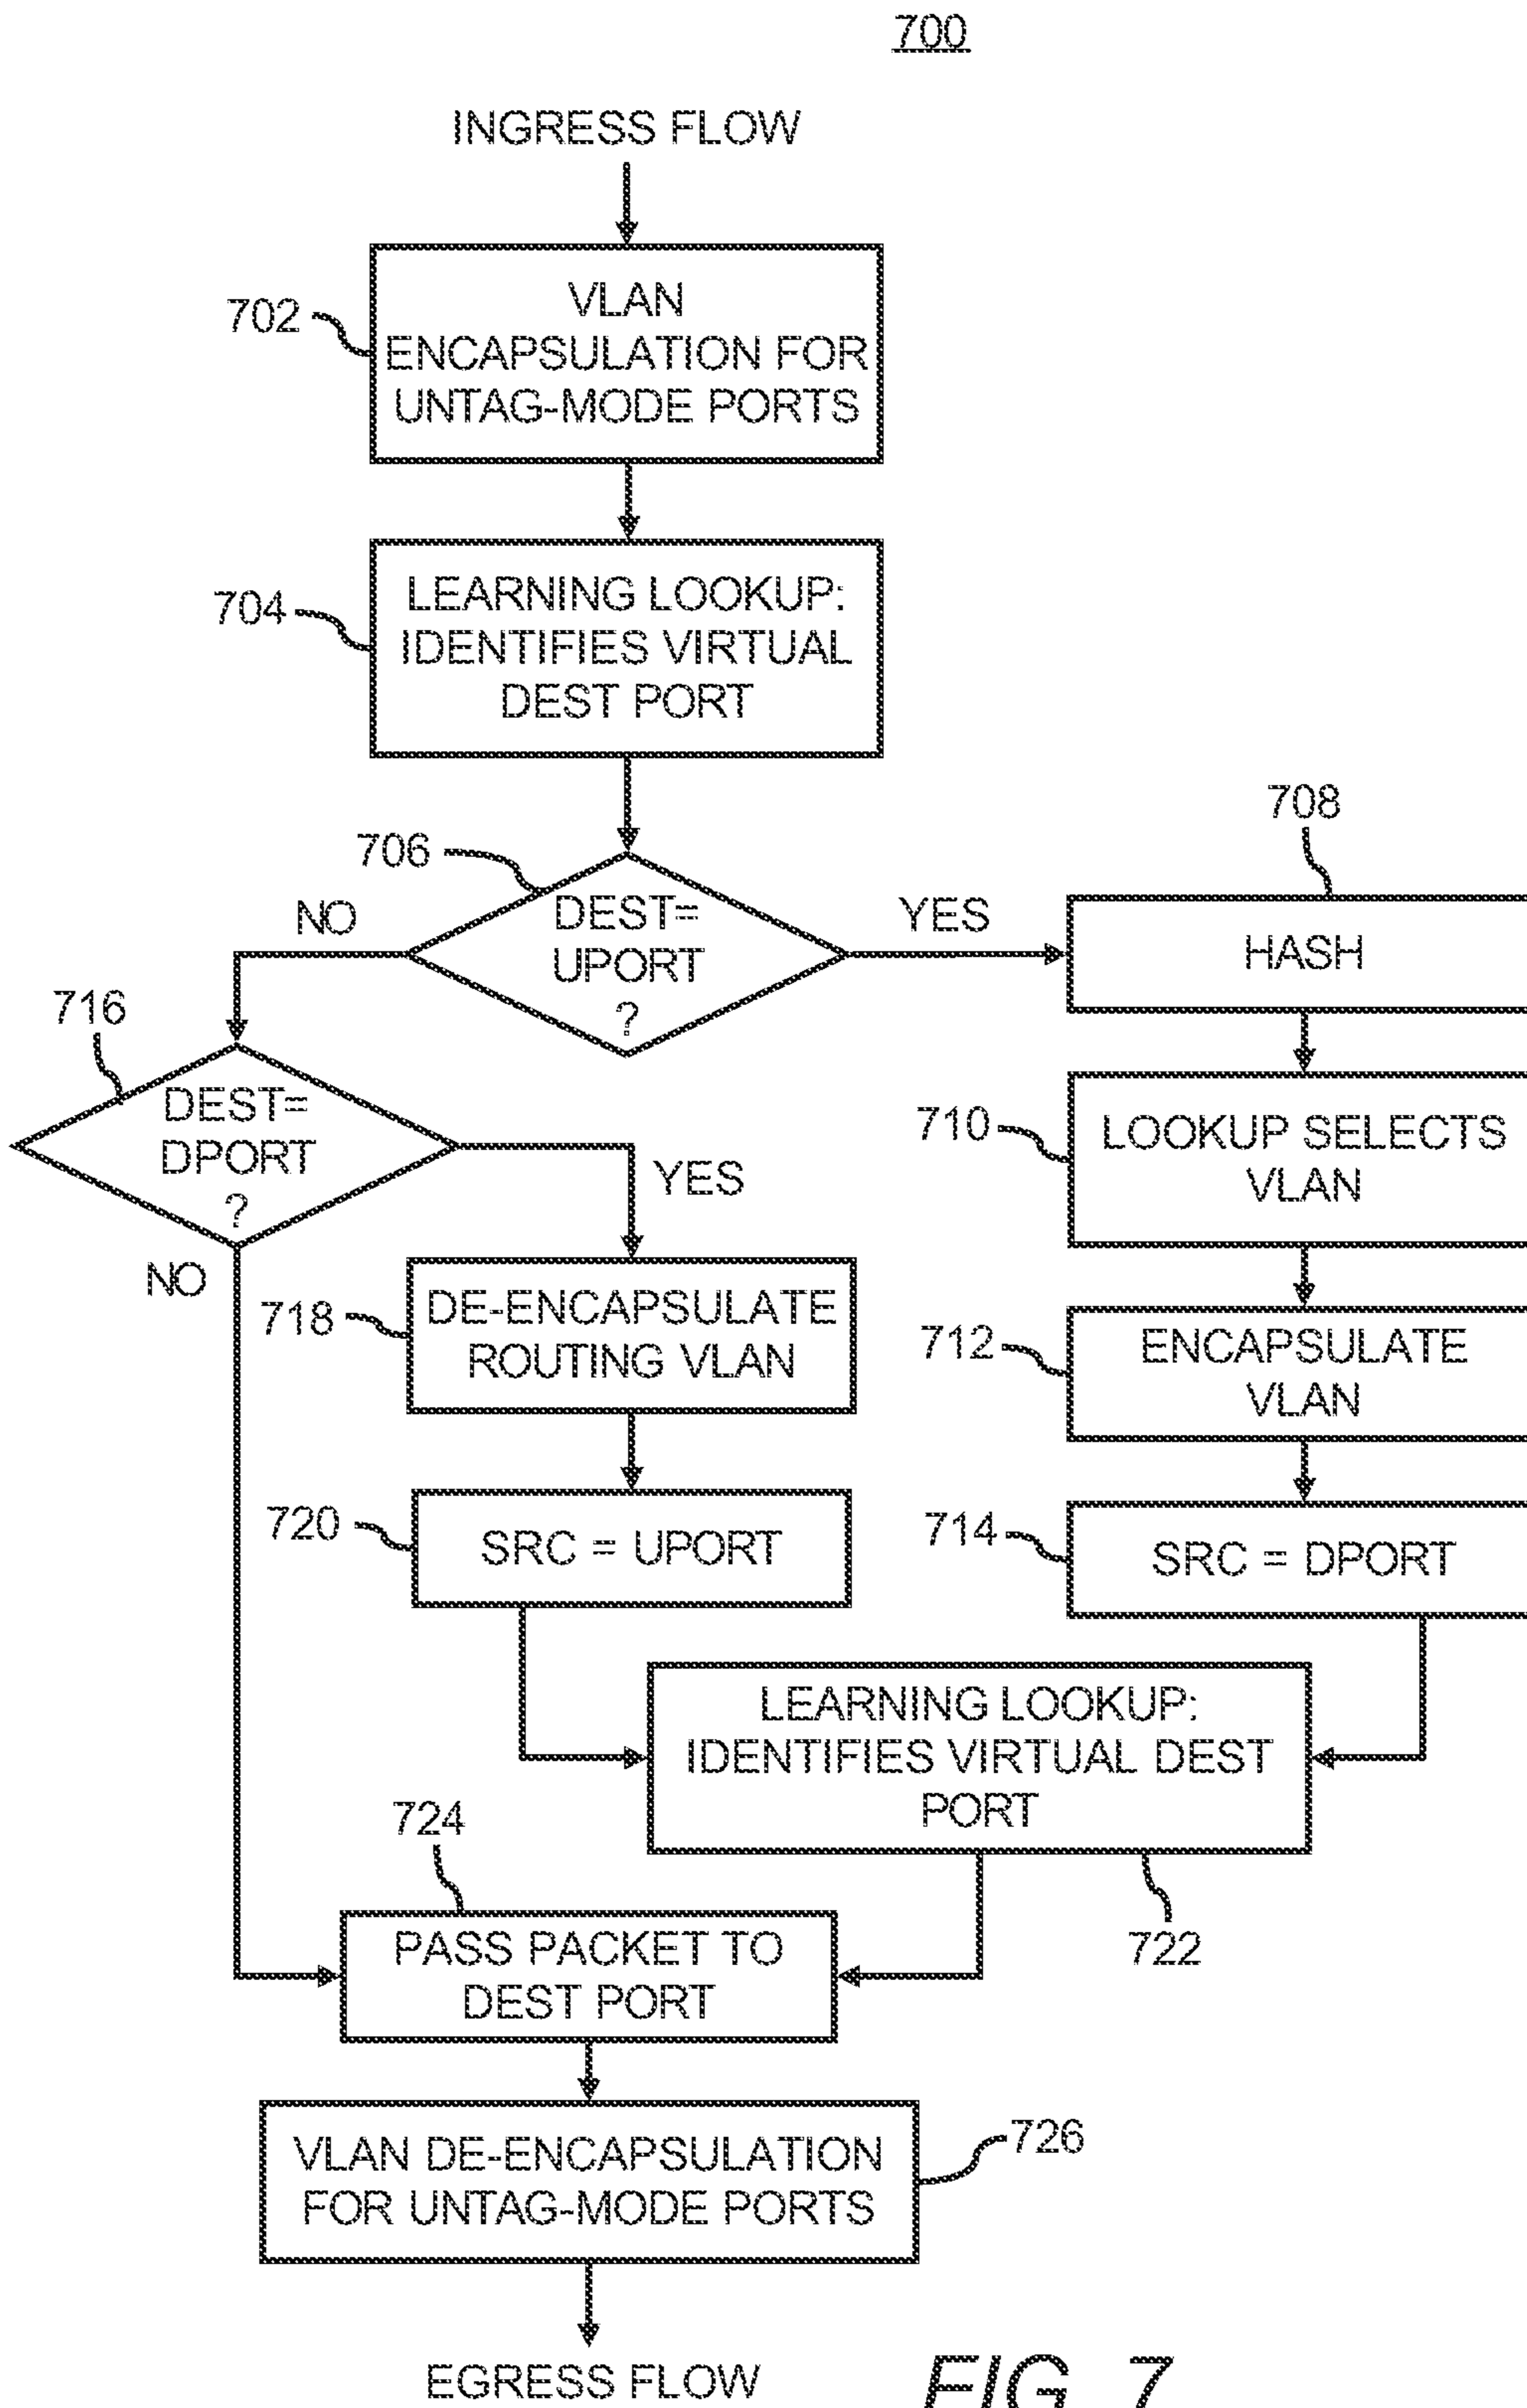 700
INGRESS FLOW
702
VLAN
ENCAPSULATION FOR
UNTAG-MODE PORTS
704
LEARNING LOOKUP:
IDENTIFIES VIRTUAL
DEST PORT
706
DEST=
UPORT
?
NO
YES
708
HASH
716
DEST=
DPORT
?
YES
NO
710
LOOKUP SELECTS
VLAN
718
DE-ENCAPSULATE
ROUTING VLAN
712
ENCAPSULATE
VLAN
720
SRC = UPORT
714
SRC = DPORT
LEARNING LOOKUP:
IDENTIFIES VIRTUAL DEST
PORT
722
724
PASS PACKET TO
DEST PORT
VLAN DE-ENCAPSULATION
FOR UNTAG-MODE PORTS
726
EGRESS FLOW
FIG. 7